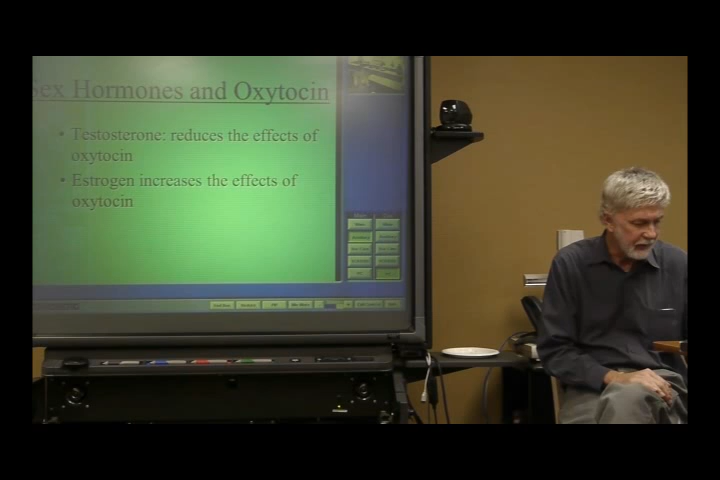 Sex Hormones and Oxytocin
• Testosterone: reduces the effects of
oxytocin
• Estrogen increases the effects of
oxytocin